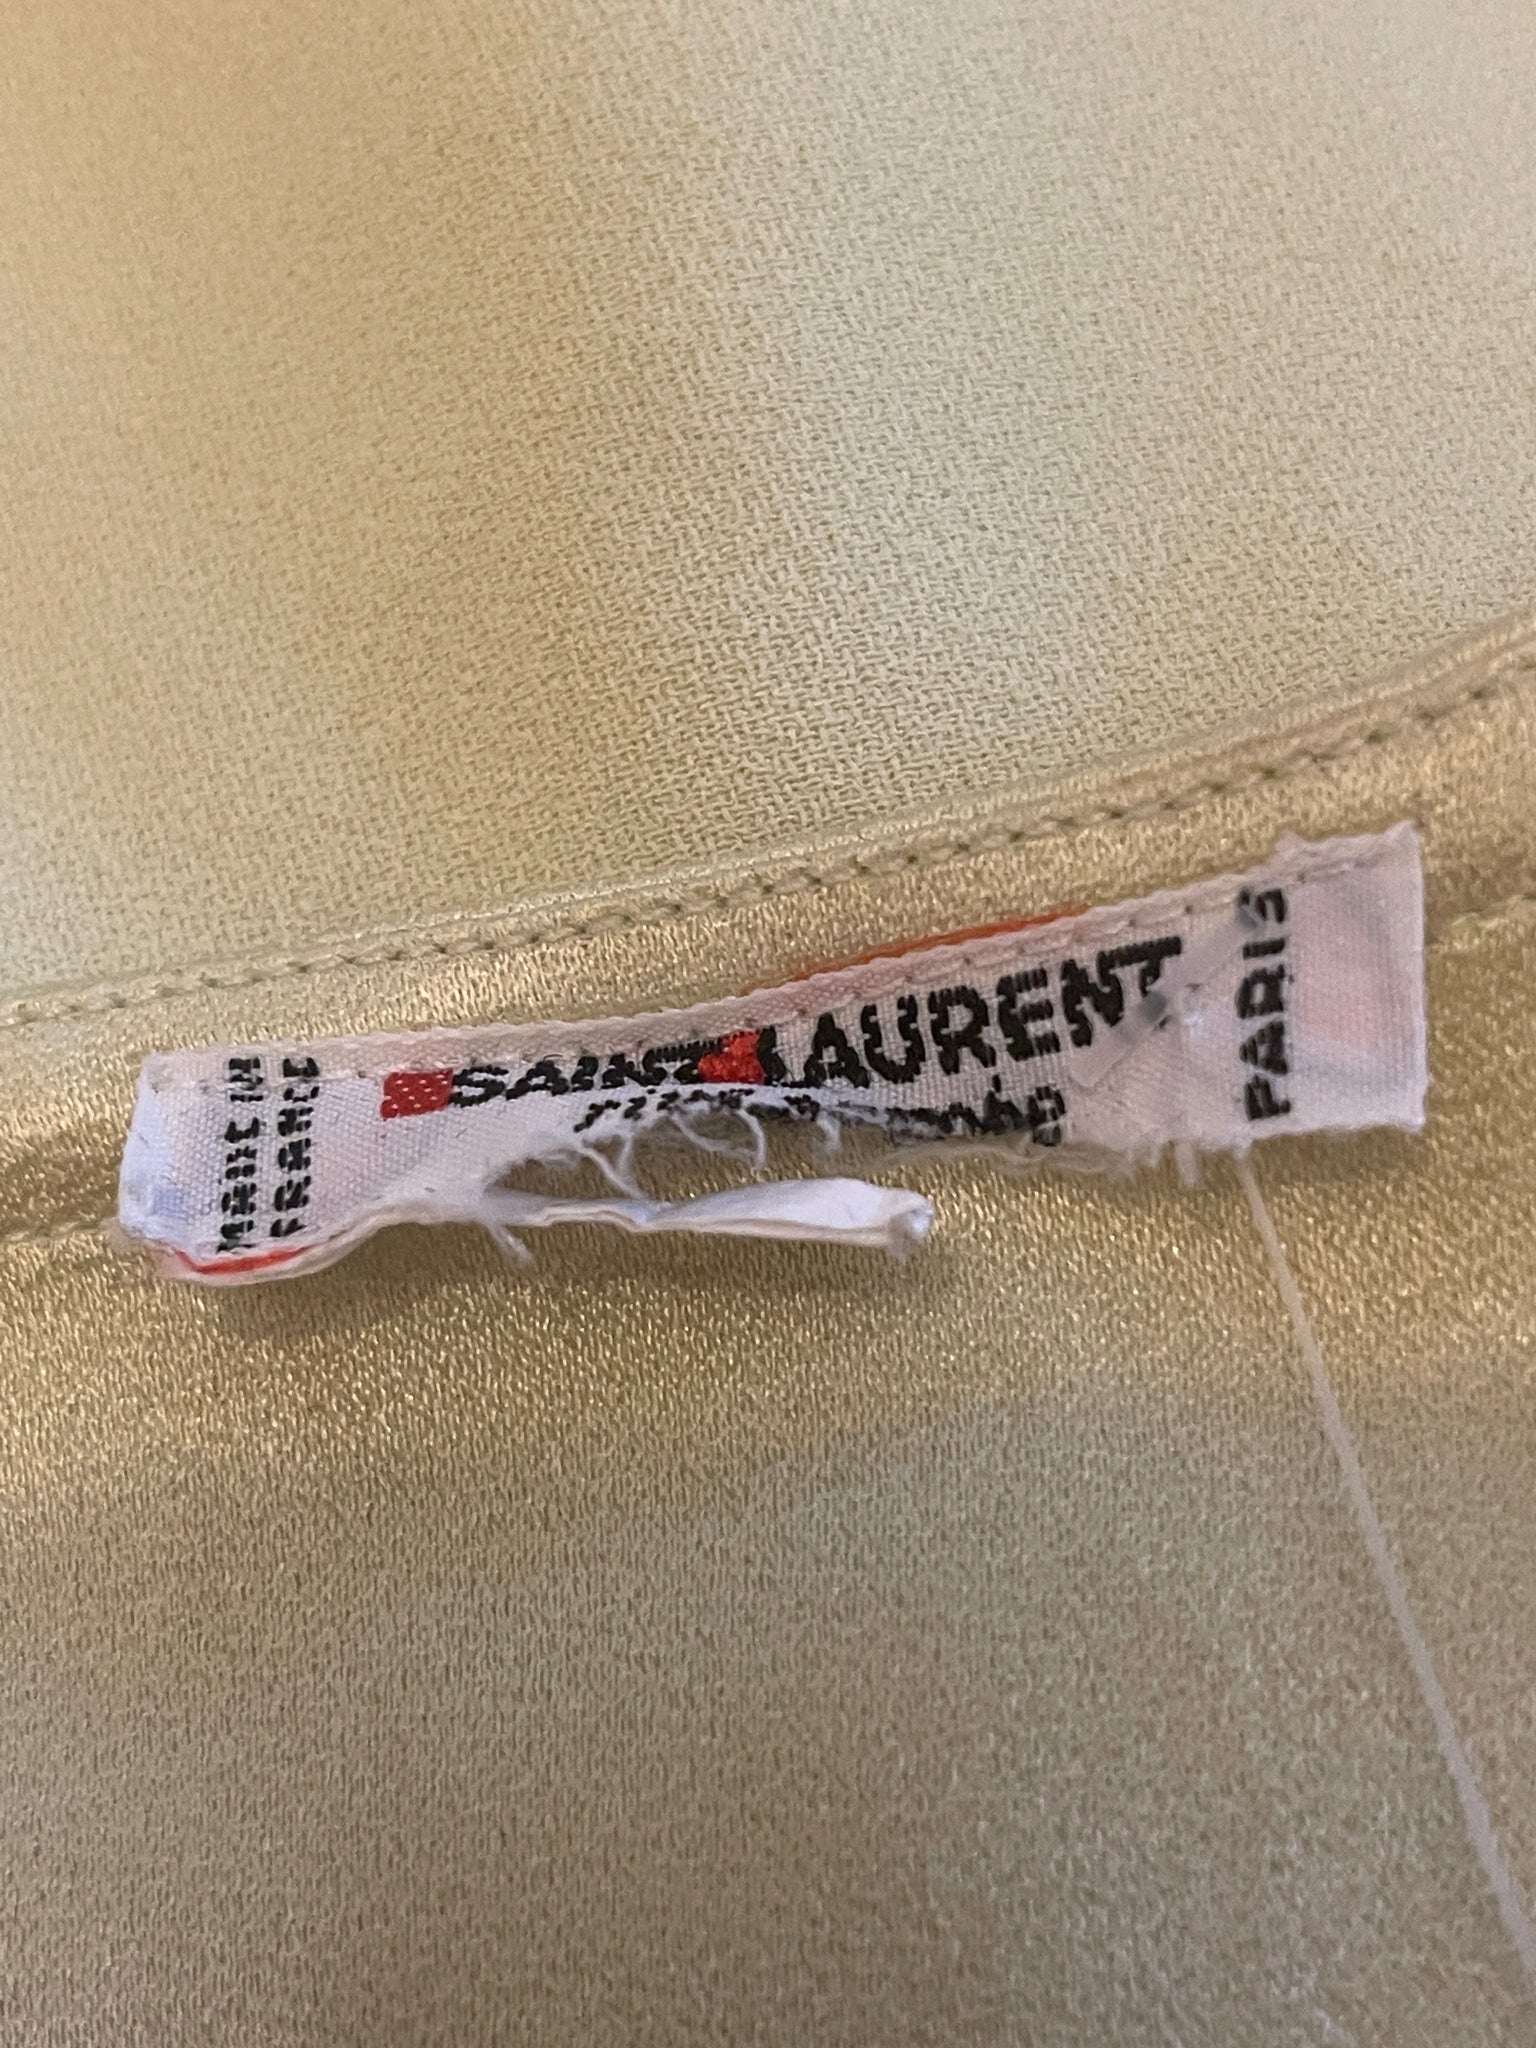 MADE IN
FRANCE
SAINT LAURENT
PARIS